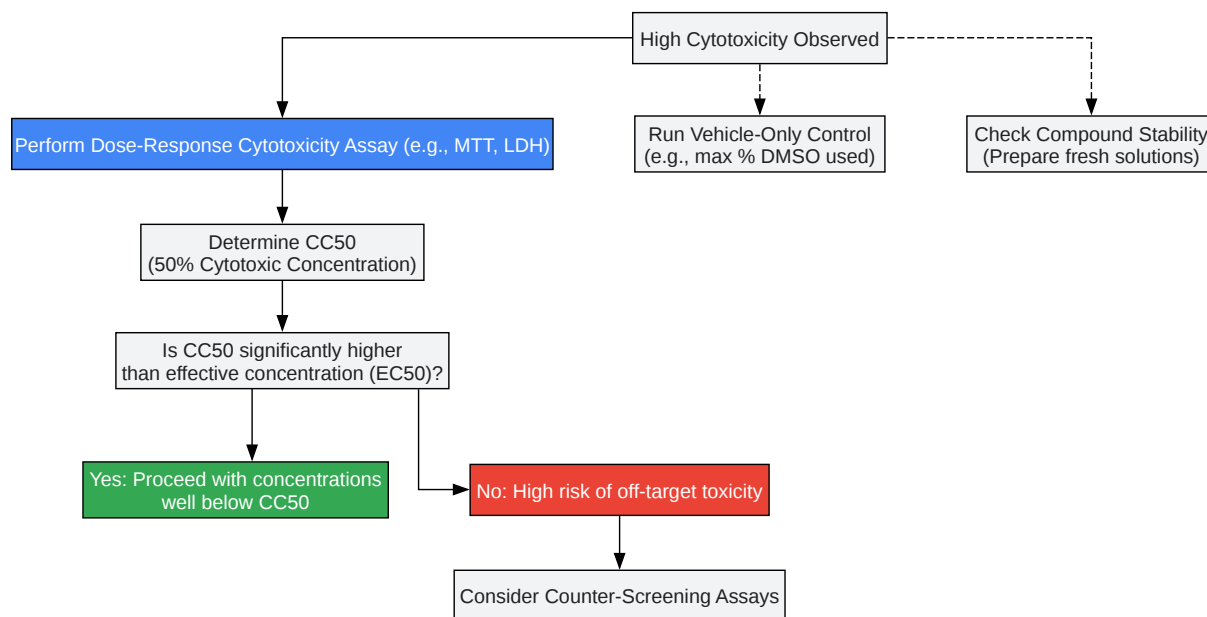 High Cytotoxicity Observed
Perform Dose-Response Cytotoxicity Assay (e.g., MTT, LDH)
Run Vehicle-Only Control
(e.g., max % DMSO used)
Check Compound Stability
(Prepare fresh solutions)
Determine CC50
(50% Cytotoxic Concentration)
Is CC50 significantly higher
than effective concentration (EC50)?
Yes: Proceed with concentrations
well below CC50
No: High risk of off-target toxicity
Consider Counter-Screening Assays